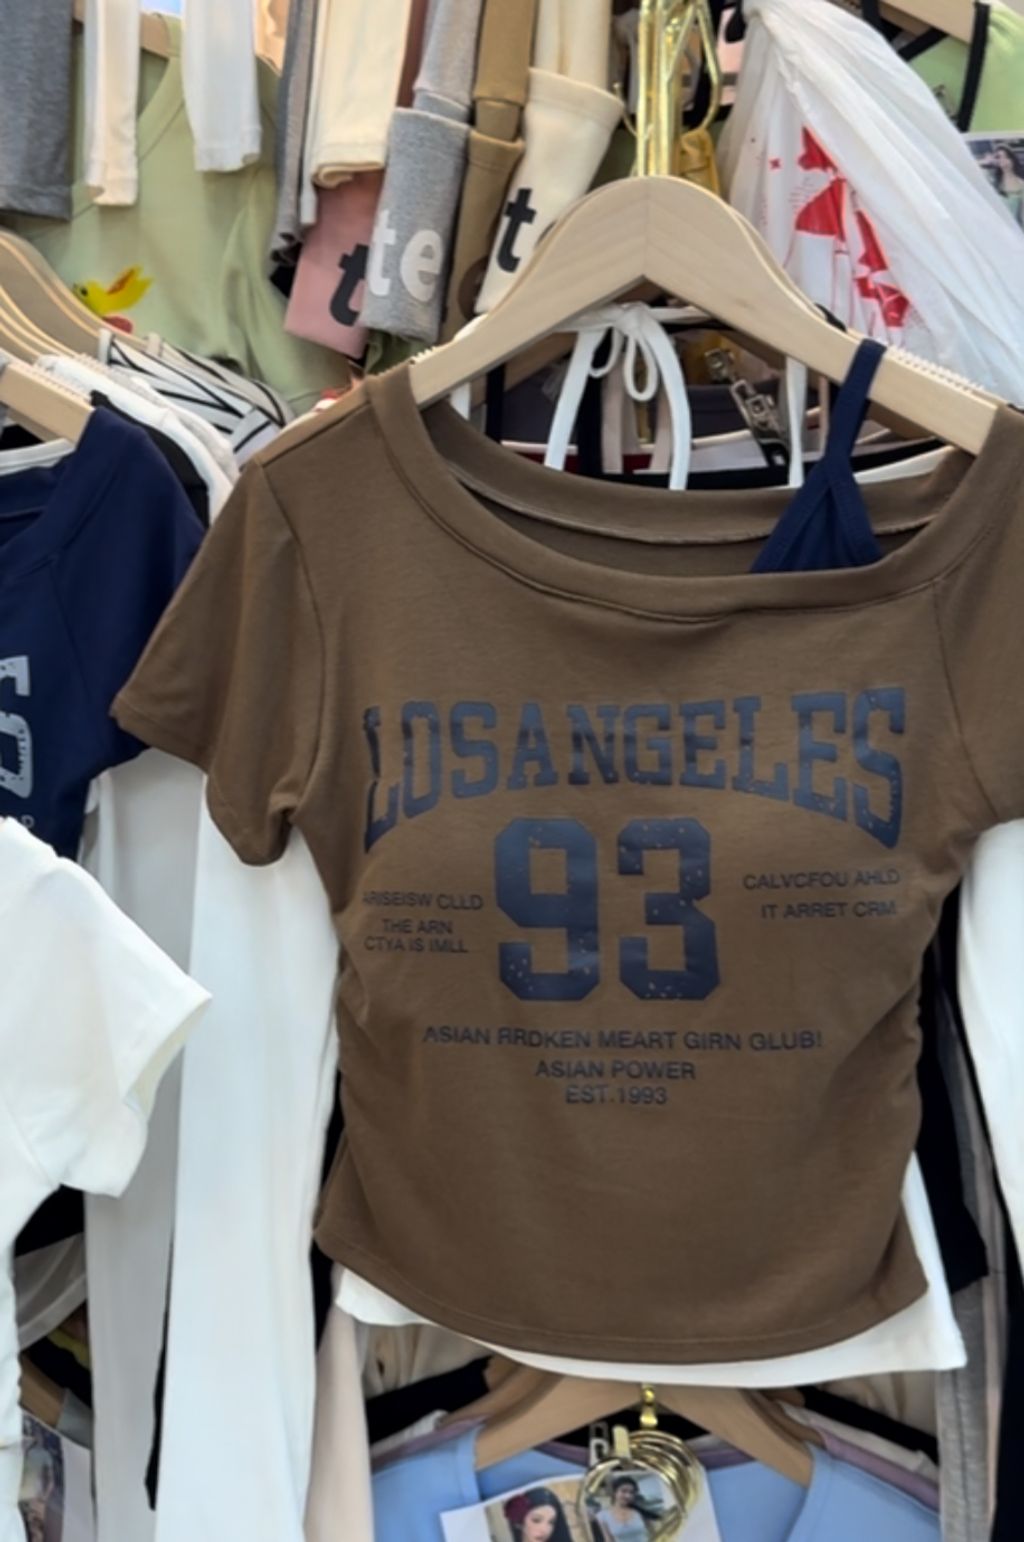 t
te
t
LOSANGELES
93
ARISEISW CLLD
THE ARN
CTYA IS IMLL
CALVCFOU AHLD
IT ARRET CRM
ASIAN RRDKEN MEART GIRN GLUB!
ASIAN POWER
EST.1993